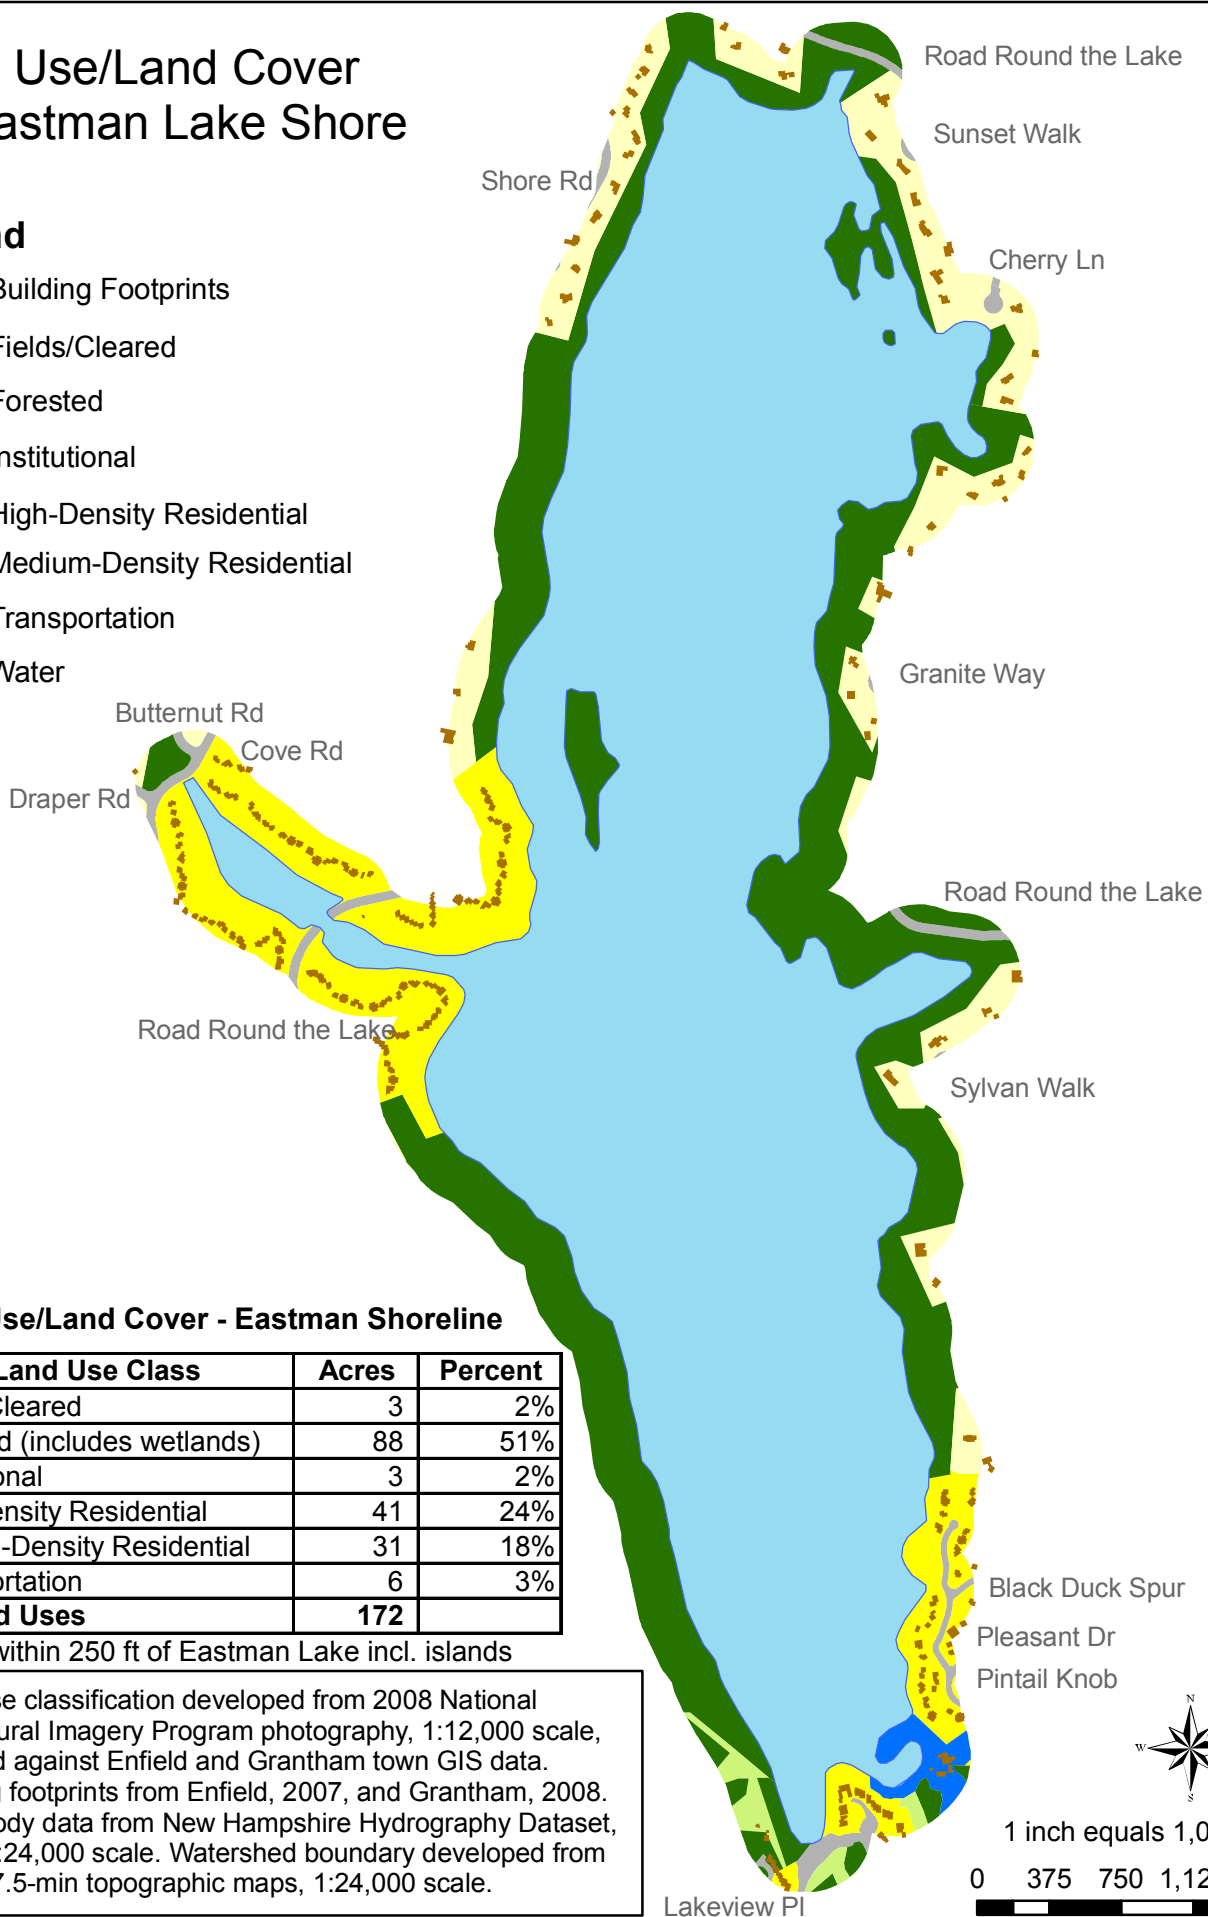 Use/Land Cover
astman Lake Shore
nd
Building Footprints
Fields/Cleared
Forested
nstitutional
High-Density Residential
Medium-Density Residential
Transportation
Water
Road Round the Lake
Sunset Walk
Shore Rd
Cherry Ln
Granite Way
Butternut Rd
Cove Rd
Draper Rd
Road Round the Lake
Road Round the Lake
Sylvan Walk
Black Duck Spur
Pleasant Dr
Pintail Knob
Lakeview Pl
Use/Land Cover - Eastman Shoreline
Land Use Class Acres Percent
Cleared 3 2%
d (includes wetlands) 88 51%
onal 3 2%
ensity Residential 41 24%
-Density Residential 31 18%
ortation 6 3%
d Uses 172
within 250 ft of Eastman Lake incl. islands
se classification developed from 2008 National
ural Imagery Program photography, 1:12,000 scale,
d against Enfield and Grantham town GIS data.
g footprints from Enfield, 2007, and Grantham, 2008.
ody data from New Hampshire Hydrography Dataset,
:24,000 scale. Watershed boundary developed from
7.5-min topographic maps, 1:24,000 scale.
N
W
S
1 inch equals 1,0
0 375 750 1,12